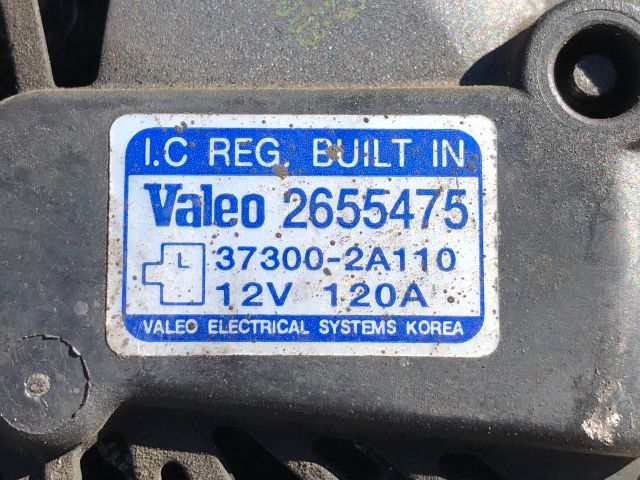 I.C REG. BUILT IN
Valeo 2655475
L 37300-2A110
12V 120A
VALEO ELECTRICAL SYSTEMS KOREA